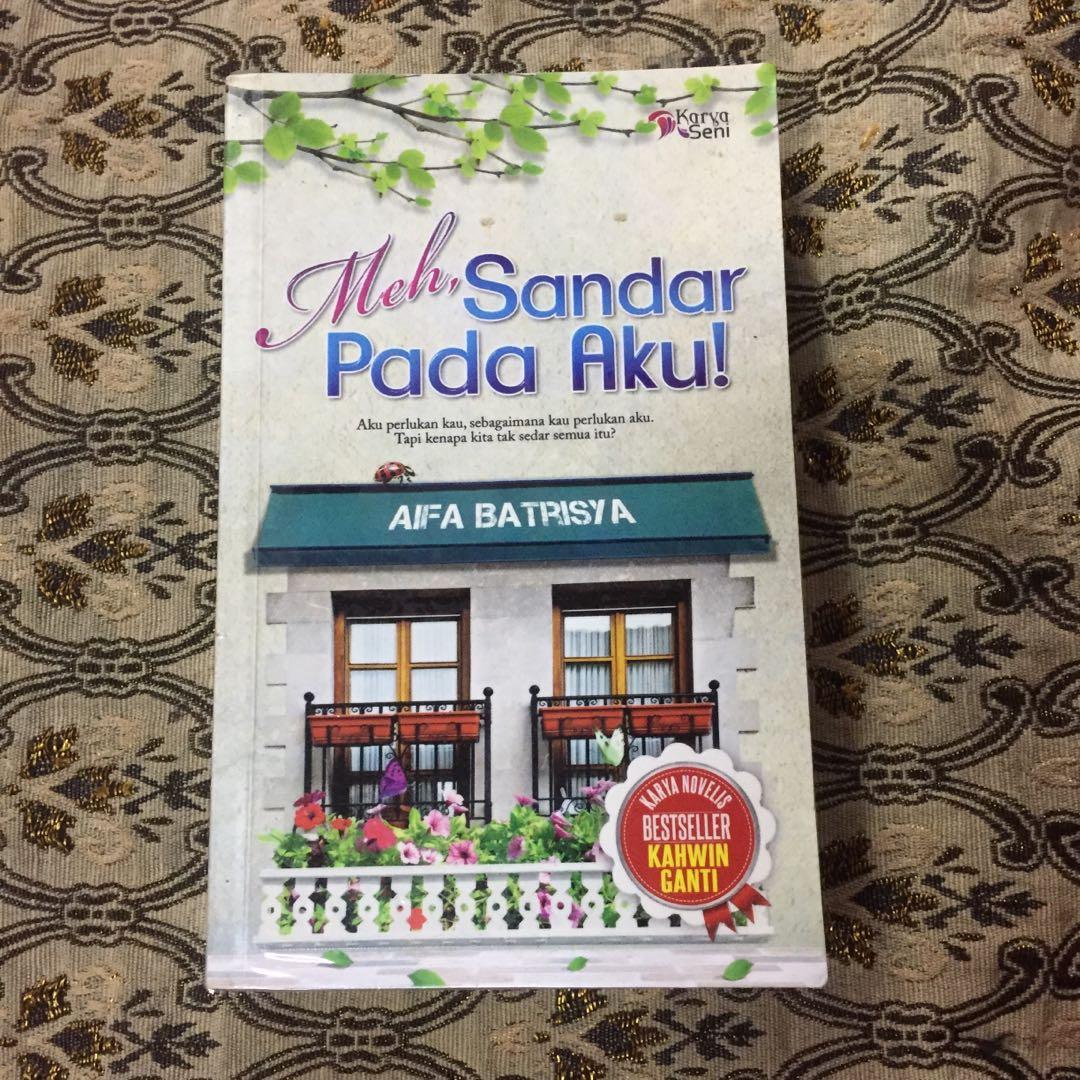 Karya
Seni
Meh, Sandar
Pada Aku!
Aku perlukan kau, sebagaimana kau perlukan aku.
Tapi kenapa kita tak sedar semua itu?
AIFA BATRISYA
KARYA NOVELIS
BESTSELLER
KAHWIN
GANTI